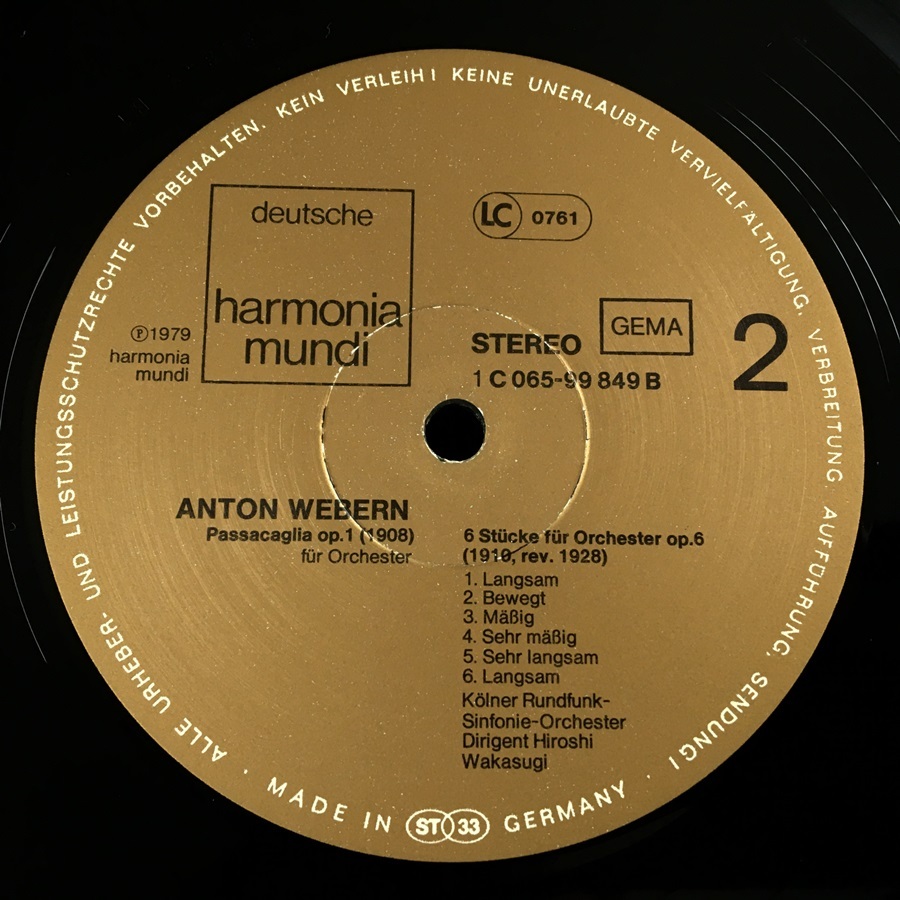 ALLE URHEBER- UND LEISTUNGSSCHUTZRECHTE VORBEHALTEN. KEIN VERLEIH! KEINE UNERLAUBTE VERVIELFÄLTIGUNG, VERBREITUNG, AUFFÜHRUNG, SENDUNG!
deutsche
harmonia
mundi
℗1979
harmonia
mundi
LC 0761
GEMA
STEREO
1 C 065-99 849 B
2
ANTON WEBERN
Passacaglia op.1 (1908)
für Orchester
6 Stücke für Orchester op.6
(1910, rev. 1928)
1. Langsam
2. Bewegt
3. Mäßig
4. Sehr mäßig
5. Sehr langsam
6. Langsam
Kölner Rundfunk-
Sinfonie-Orchester
Dirigent Hiroshi
Wakasugi
· MADE IN ST 33 GERMANY ·